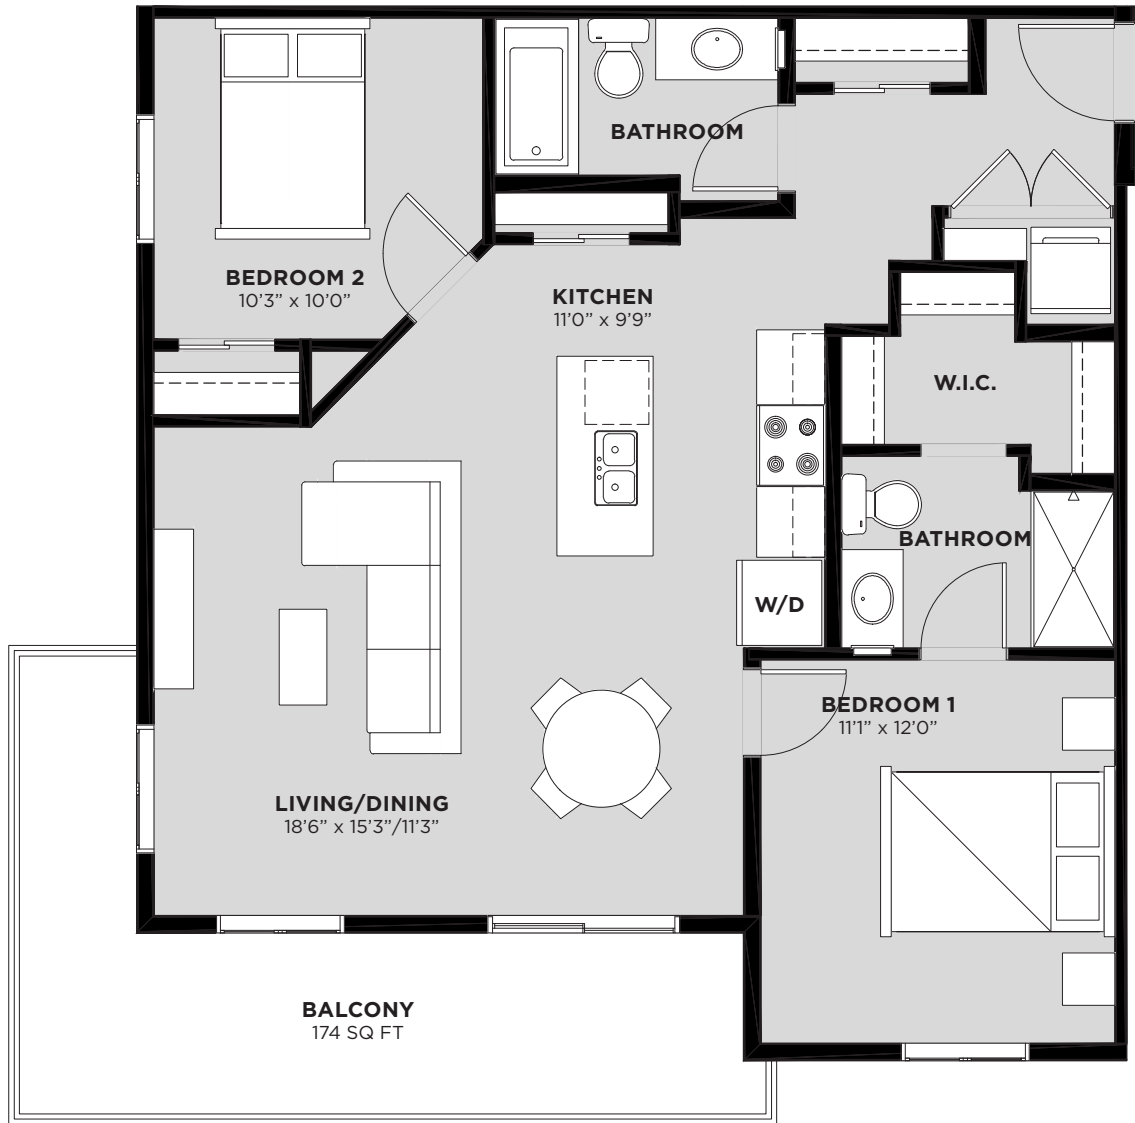 BATHROOM
BEDROOM 2
10’3” x 10’0”
KITCHEN
11’0” x 9’9”
W.I.C.
BATHROOM
W/D
BEDROOM 1
11’1” x 12’0”
LIVING/DINING
18’6” x 15’3”/11’3”
BALCONY
174 SQ FT